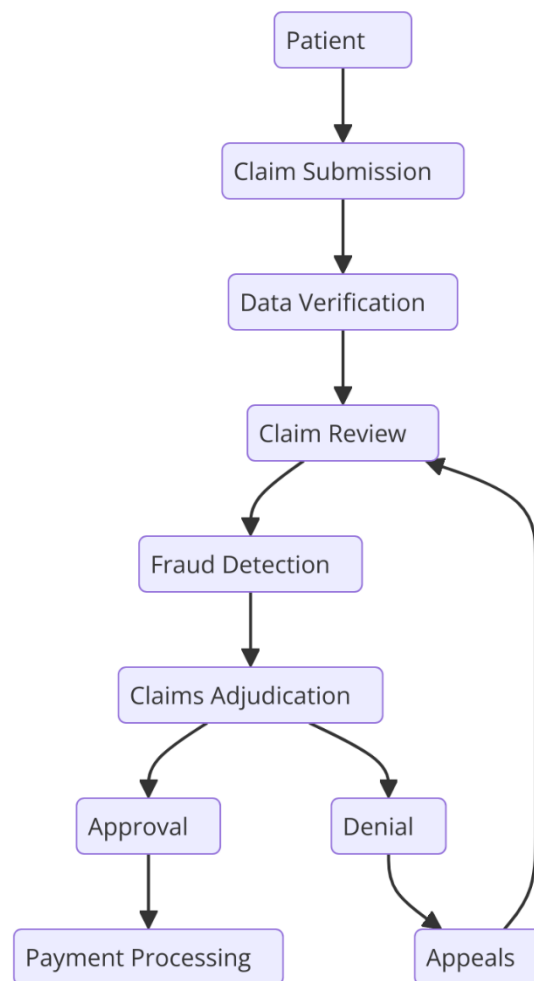 Patient
Claim Submission
Data Verification
Claim Review
Fraud Detection
Claims Adjudication
Approval
Denial
Payment Processing
Appeals